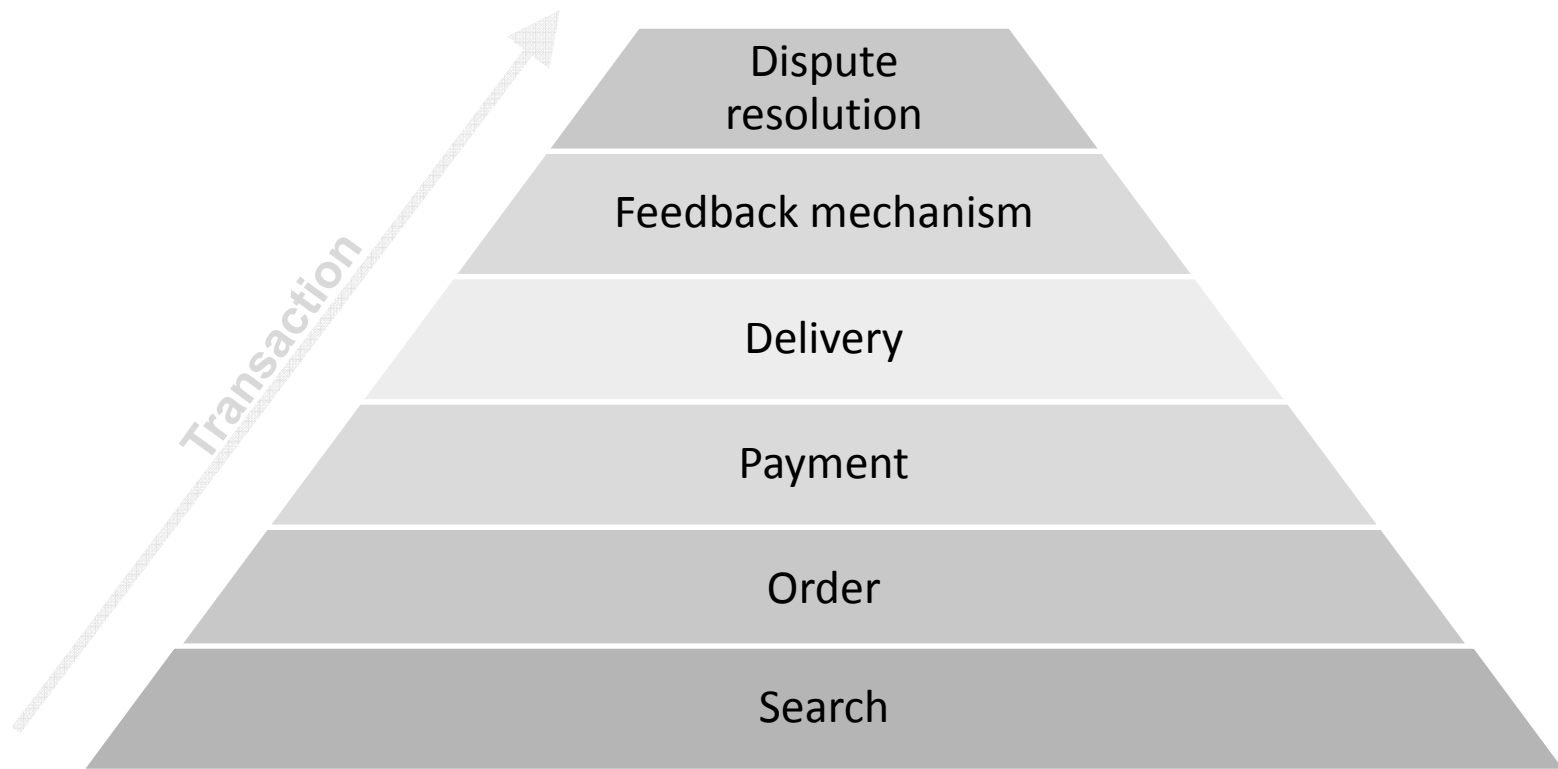 Dispute
resolution
Feedback mechanism
Transaction
Delivery
Payment
Order
Search